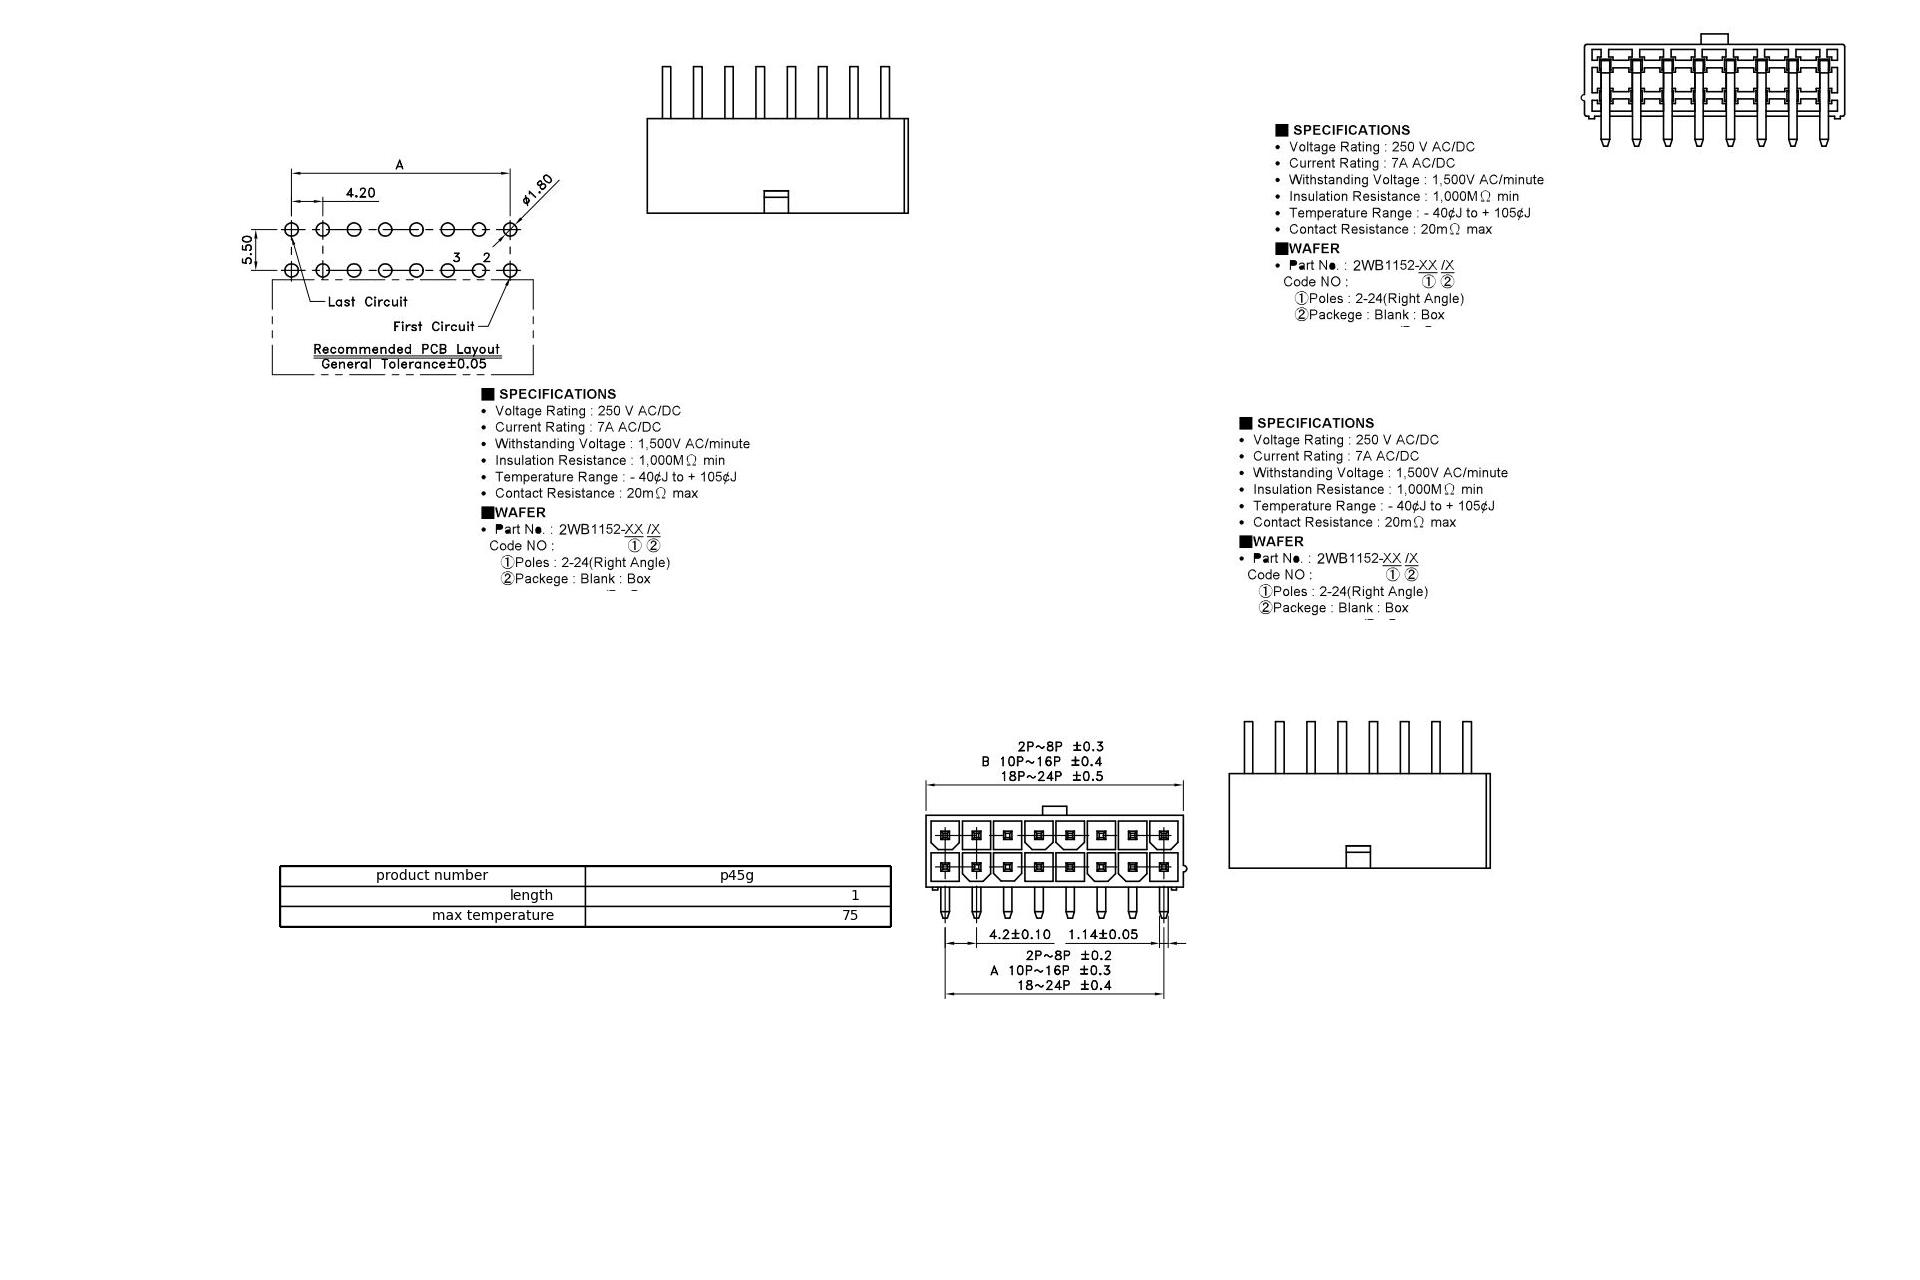 ■ SPECIFICATIONS
• Voltage Rating : 250 V AC/DC
• Current Rating : 7A AC/DC
• Withstanding Voltage : 1,500V AC/minute
• Insulation Resistance : 1,000MΩ min
• Temperature Range : - 40¢J to + 105¢J
• Contact Resistance : 20mΩ max
■WAFER
• Part No. : 2WB1152-XX /X
Code NO : ① ②
①Poles : 2-24(Right Angle)
②Packege : Blank : Box
A
4.20
ø1.80
5.50
3 2
Last Circuit
First Circuit
Recommended PCB Layout
General Tolerance±0.05
■ SPECIFICATIONS
• Voltage Rating : 250 V AC/DC
• Current Rating : 7A AC/DC
• Withstanding Voltage : 1,500V AC/minute
• Insulation Resistance : 1,000MΩ min
• Temperature Range : - 40¢J to + 105¢J
• Contact Resistance : 20mΩ max
■WAFER
• Part No. : 2WB1152-XX /X
Code NO : ① ②
①Poles : 2-24(Right Angle)
②Packege : Blank : Box
■ SPECIFICATIONS
• Voltage Rating : 250 V AC/DC
• Current Rating : 7A AC/DC
• Withstanding Voltage : 1,500V AC/minute
• Insulation Resistance : 1,000MΩ min
• Temperature Range : - 40¢J to + 105¢J
• Contact Resistance : 20mΩ max
■WAFER
• Part No. : 2WB1152-XX /X
Code NO : ① ②
①Poles : 2-24(Right Angle)
②Packege : Blank : Box
2P~8P ±0.3
B 10P~16P ±0.4
18P~24P ±0.5
product number p45g
length 1
max temperature 75
4.2±0.10 1.14±0.05
2P~8P ±0.2
A 10P~16P ±0.3
18~24P ±0.4